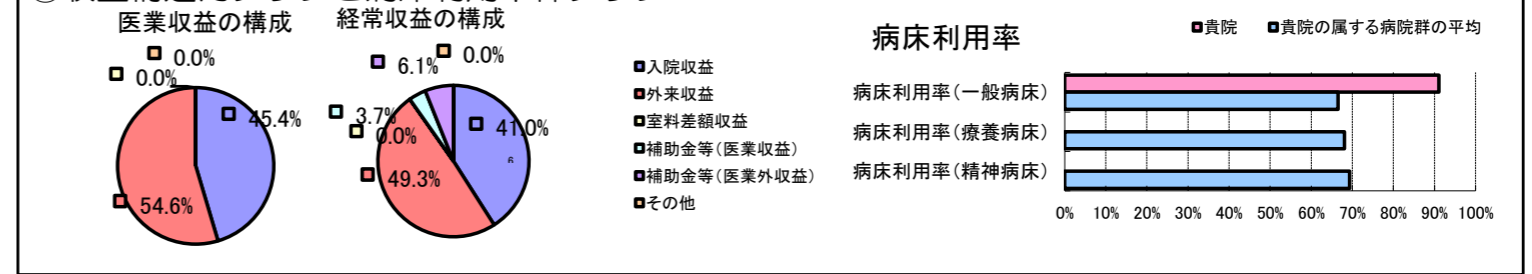 医業収益の構成
0.0%
0.0%
45.4%
54.6%
経常収益の構成
0.0%
6.1%
3.7%
0.0%
41.0%
6
49.3%
■入院収益
■外来収益
■室料差額収益
■補助金等(医業収益)
■補助金等(医業外収益)
■その他
病床利用率
■貴院 ■貴院の属する病院群の平均
病床利用率(一般病床)
病床利用率(療養病床)
病床利用率(精神病床)
0% 10% 20% 30% 40% 50% 60% 70% 80% 90% 100%